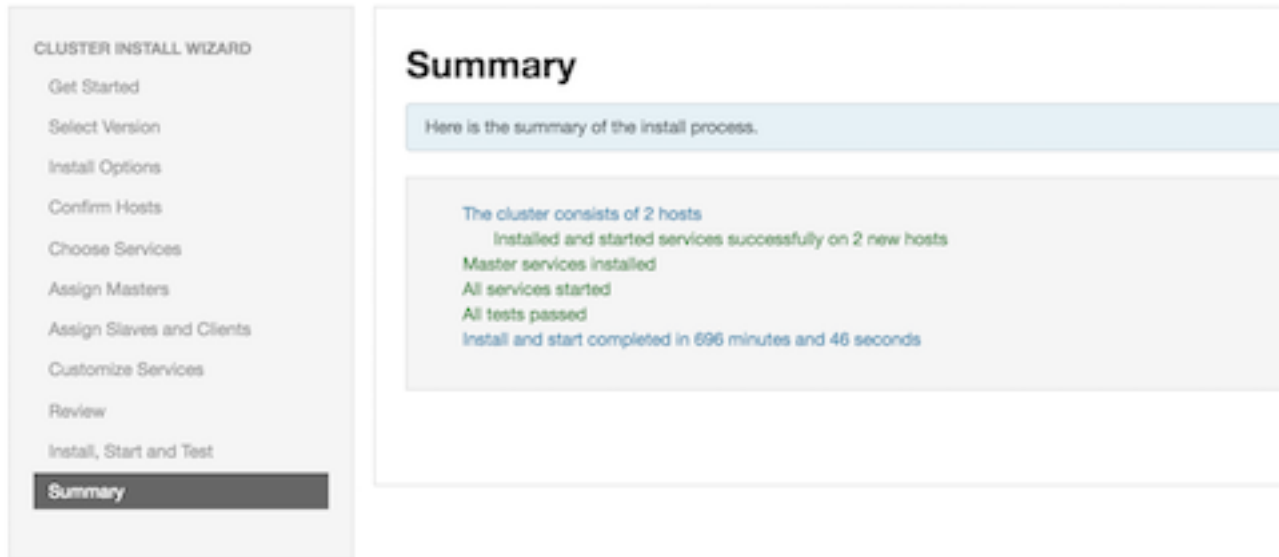 CLUSTER INSTALL WIZARD
Get Started
Select Version
Install Options
Confirm Hosts
Choose Services
Assign Masters
Assign Slaves and Clients
Customize Services
Review
Install, Start and Test
Summary
Summary
Here is the summary of the install process.
The cluster consists of 2 hosts
Installed and started services successfully on 2 new hosts
Master services installed
All services started
All tests passed
Install and start completed in 696 minutes and 46 seconds